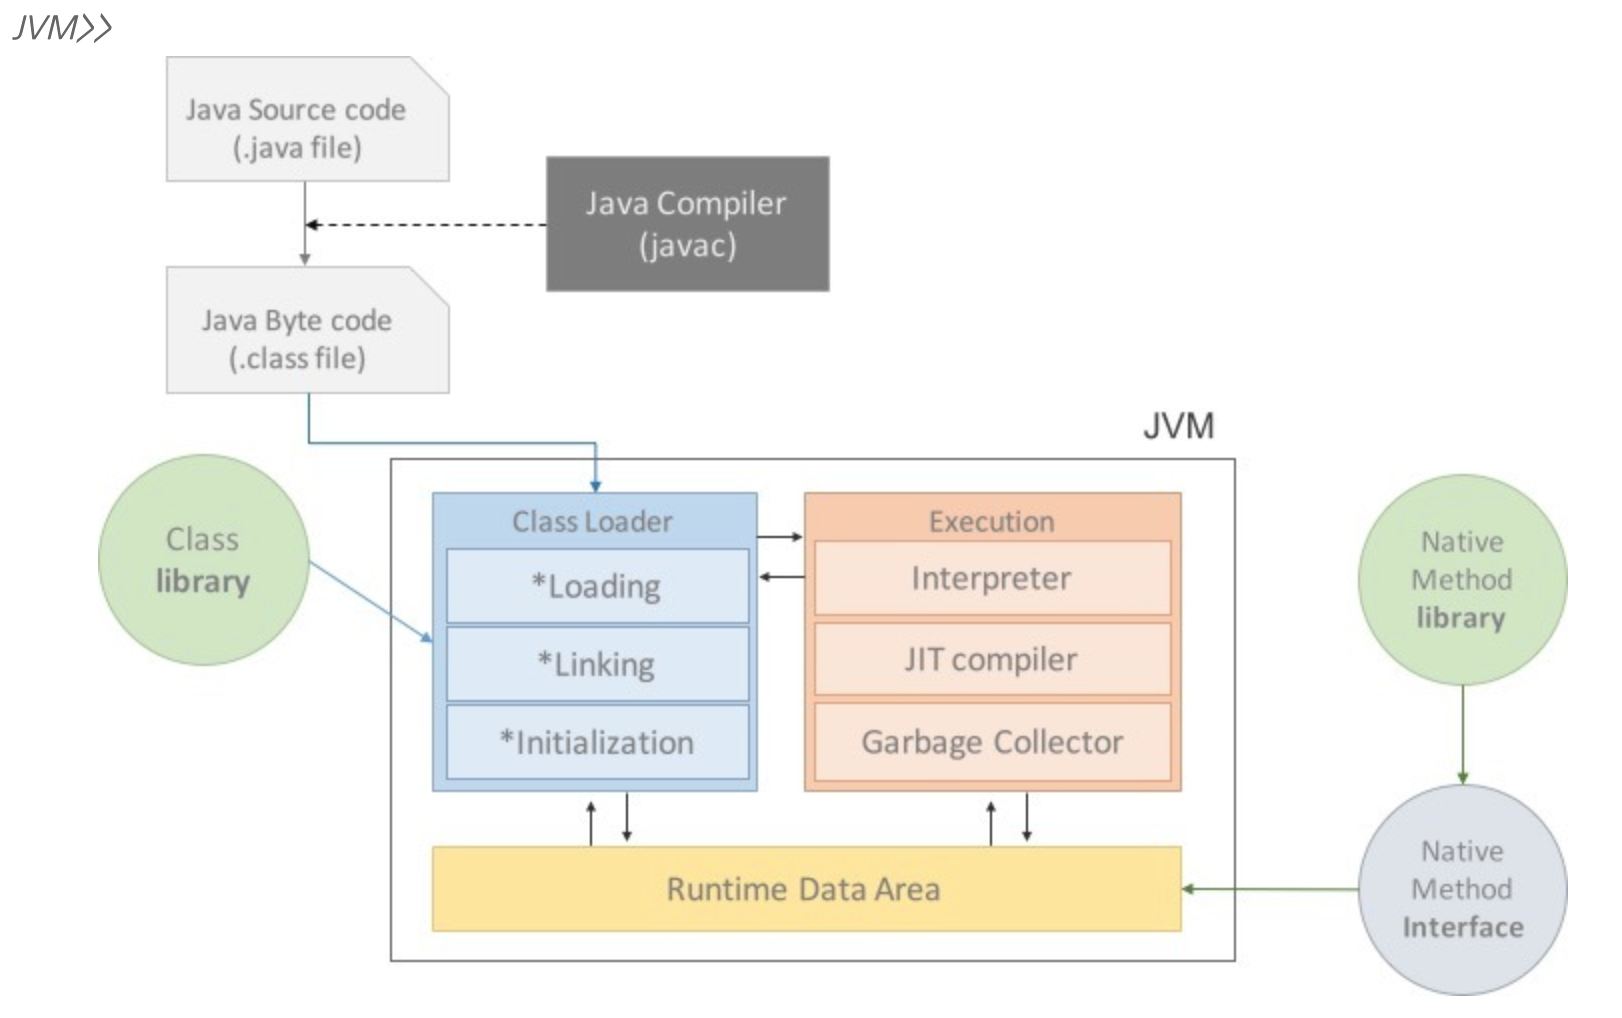 JVM>>
Java Source code
(.java file)
Java Compiler
(javac)
Java Byte code
(.class file)
JVM
Class
library
Class Loader
*Loading
*Linking
*Initialization
Execution
Interpreter
JIT compiler
Garbage Collector
Native
Method
library
Runtime Data Area
Native
Method
Interface